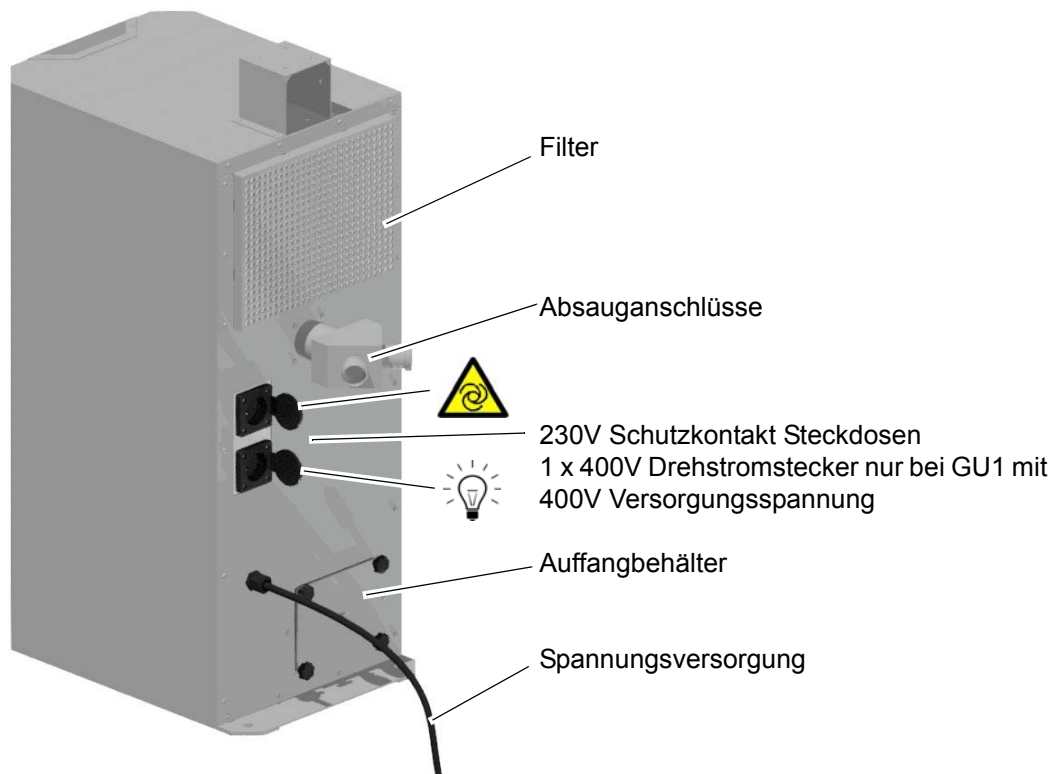 Filter
Absauganschlüsse
230V Schutzkontakt Steckdosen
1 x 400V Drehstromstecker nur bei GU1 mit
400V Versorgungsspannung
Auffangbehälter
Spannungsversorgung